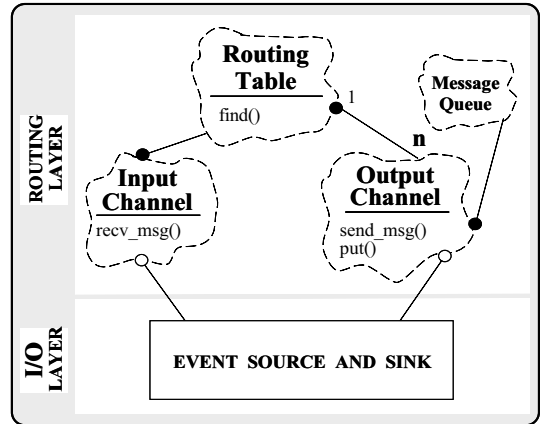 ROUTING
LAYER
Routing
Table
find()
1
n
Message
Queue
Input
Channel
recv_msg()
Output
Channel
send_msg()
put()
I/O
LAYER
EVENT SOURCE AND SINK